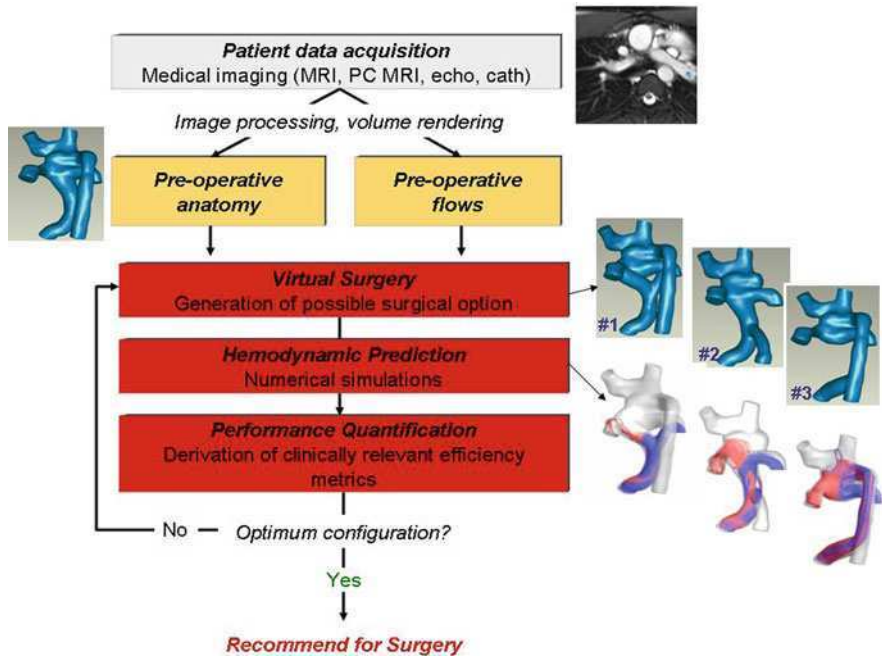 Patient data acquisition
Medical imaging (MRI, PC MRI, echo, cath)
Image processing, volume rendering
Pre-operative
anatomy
Pre-operative
flows
Virtual Surgery
Generation of possible surgical option
#1
#2
#3
Hemodynamic Prediction
Numerical simulations
Performance Quantification
Derivation of clinically relevant efficiency
metrics
No
Optimum configuration?
Yes
Recommend for Surgery